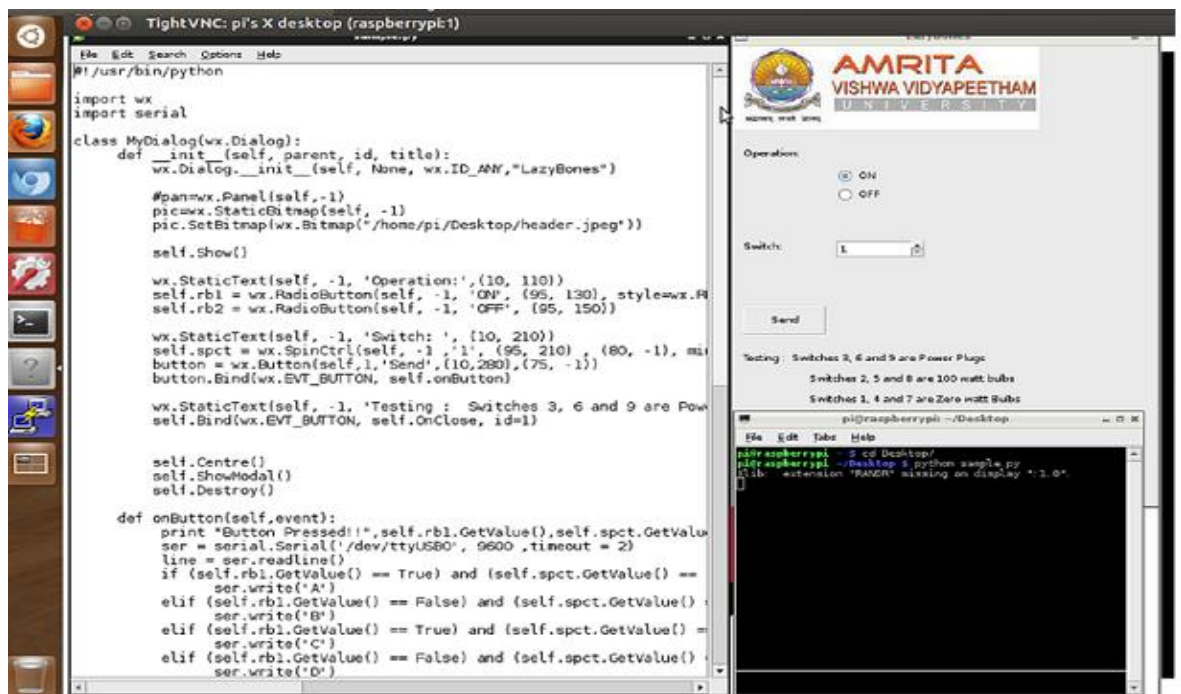 TightVNC: pi's X desktop (raspberrypi:1)
sample.py
File Edit Search Options Help
#!/usr/bin/python
import wx
import serial
class MyDialog(wx.Dialog):
def __init__(self, parent, id, title):
wx.Dialog.__init__(self, None, wx.ID_ANY,"LazyBones")
#pan=wx.Panel(self,-1)
pic=wx.StaticBitmap(self, -1)
pic.SetBitmap(wx.Bitmap("/home/pi/Desktop/header.jpeg"))
self.Show()
wx.StaticText(self, -1, 'Operation:',(10, 110))
self.rb1 = wx.RadioButton(self, -1, 'ON', (95, 130), style=wx.R
self.rb2 = wx.RadioButton(self, -1, 'OFF', (95, 150))
wx.StaticText(self, -1, 'Switch: ', (10, 210))
self.spct = wx.SpinCtrl(self, -1 ,'1', (95, 210) , (80, -1), mi
button = wx.Button(self,1,'Send',(10,280),(75, -1))
button.Bind(wx.EVT_BUTTON, self.onButton)
wx.StaticText(self, -1, 'Testing :  Switches 3, 6 and 9 are Pow
self.Bind(wx.EVT_BUTTON, self.OnClose, id=1)
self.Centre()
self.ShowModal()
self.Destroy()
def onButton(self,event):
print "Button Pressed!!",self.rb1.GetValue(),self.spct.GetValu
ser = serial.Serial('/dev/ttyUSB0', 9600 ,timeout = 2)
line = ser.readline()
if (self.rb1.GetValue() == True) and (self.spct.GetValue() ==
ser.write('A')
elif (self.rb1.GetValue() == False) and (self.spct.GetValue() =
ser.write('B')
elif (self.rb1.GetValue() == True) and (self.spct.GetValue() =
ser.write('C')
elif (self.rb1.GetValue() == False) and (self.spct.GetValue()
ser.write('D')
LazyBones
AMRITA
VISHWA VIDYAPEETHAM
UNIVERSITY
Operation:
ON
OFF
Switch: 1
Send
Testing : Switches 3, 6 and 9 are Power Plugs
Switches 2, 5 and 8 are 100 watt bulbs
Switches 1, 4 and 7 are Zero watt Bulbs
pi@raspberrypi: ~/Desktop
File Edit Tabs Help
pi@raspberrypi ~ $ cd Desktop/
pi@raspberrypi ~/Desktop $ python sample.py
Xlib: extension "RANDR" missing on display ":1.0".